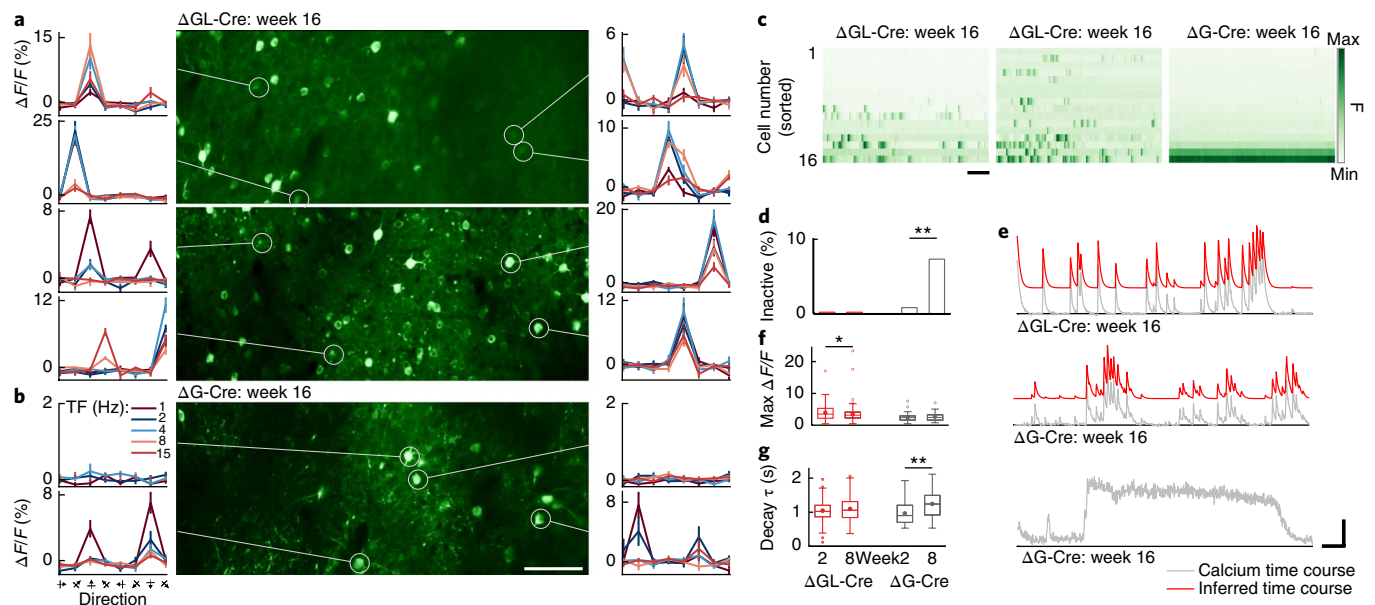 a
ΔGL-Cre: week 16
ΔF/F (%)
15
0
25
0
8
0
12
0
6
0
10
0
20
0
12
0
b
ΔG-Cre: week 16
TF (Hz):
1
2
4
8
15
2
0
ΔF/F (%)
8
0
2
0
8
0
Direction
c
ΔGL-Cre: week 16
ΔGL-Cre: week 16
ΔG-Cre: week 16
Cell number
(sorted)
1
16
Max
F
Min
d
Inactive (%)
10
0
**
e
ΔGL-Cre: week 16
ΔG-Cre: week 16
ΔG-Cre: week 16
Calcium time course
Inferred time course
f
Max ΔF/F
20
10
0
*
g
Decay τ (s)
2
1
0
**
2 8 Week 2 8
ΔGL-Cre ΔG-Cre